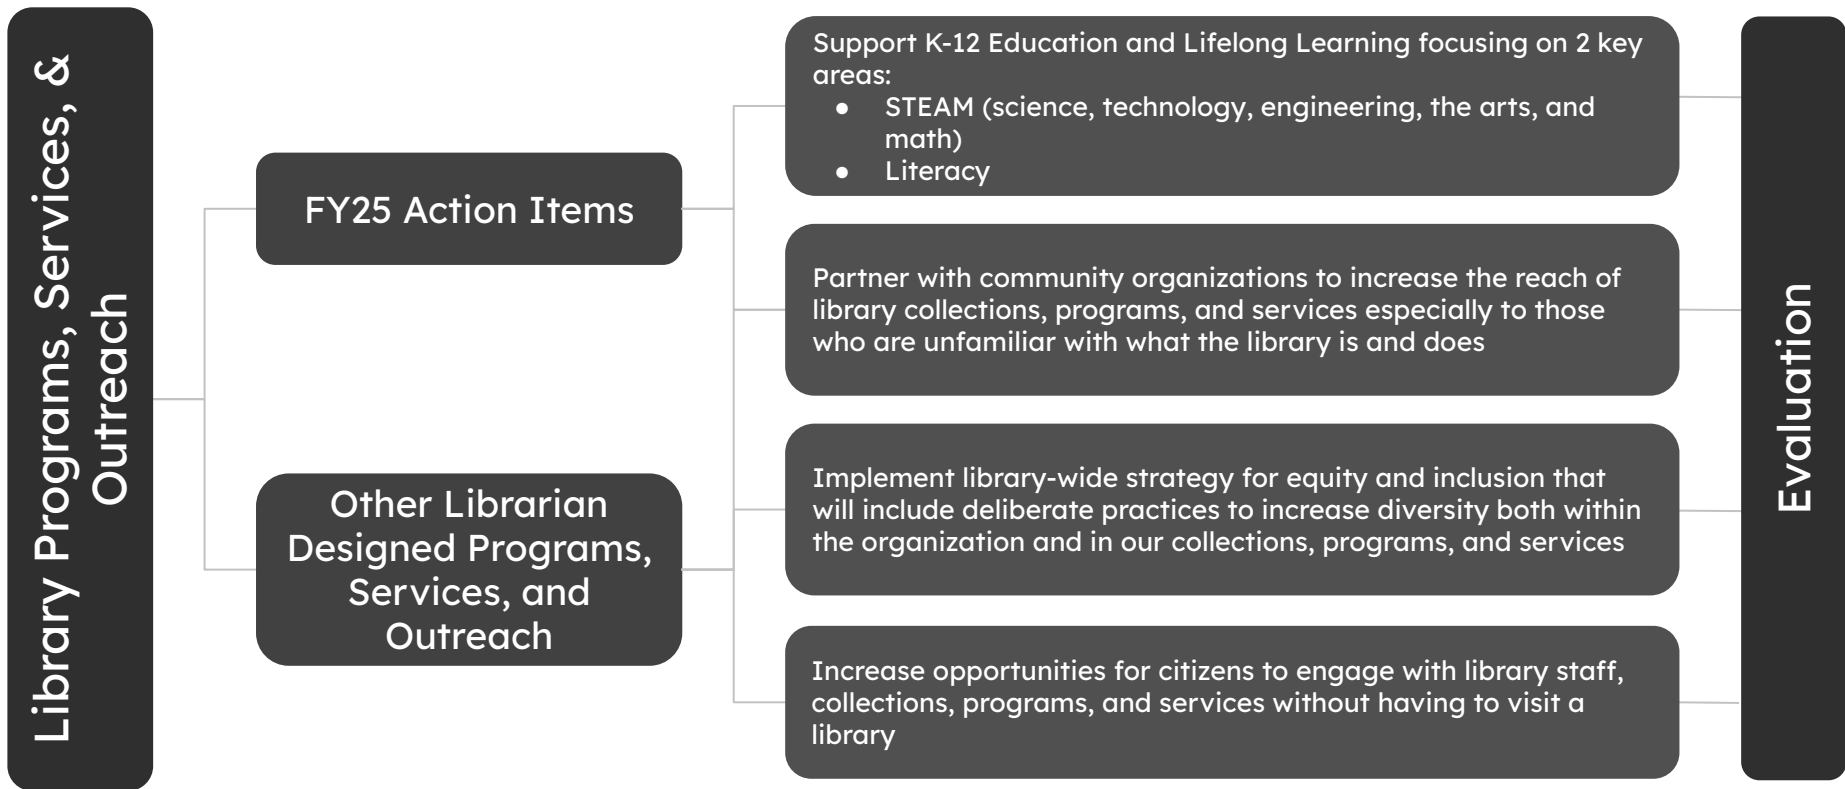 Library Programs, Services, &
Outreach
FY25 Action Items
Other Librarian
Designed Programs,
Services, and
Outreach
Support K-12 Education and Lifelong Learning focusing on 2 key
areas:
● STEAM (science, technology, engineering, the arts, and
math)
● Literacy
Partner with community organizations to increase the reach of
library collections, programs, and services especially to those
who are unfamiliar with what the library is and does
Implement library-wide strategy for equity and inclusion that
will include deliberate practices to increase diversity both within
the organization and in our collections, programs, and services
Increase opportunities for citizens to engage with library staff,
collections, programs, and services without having to visit a
library
Evaluation